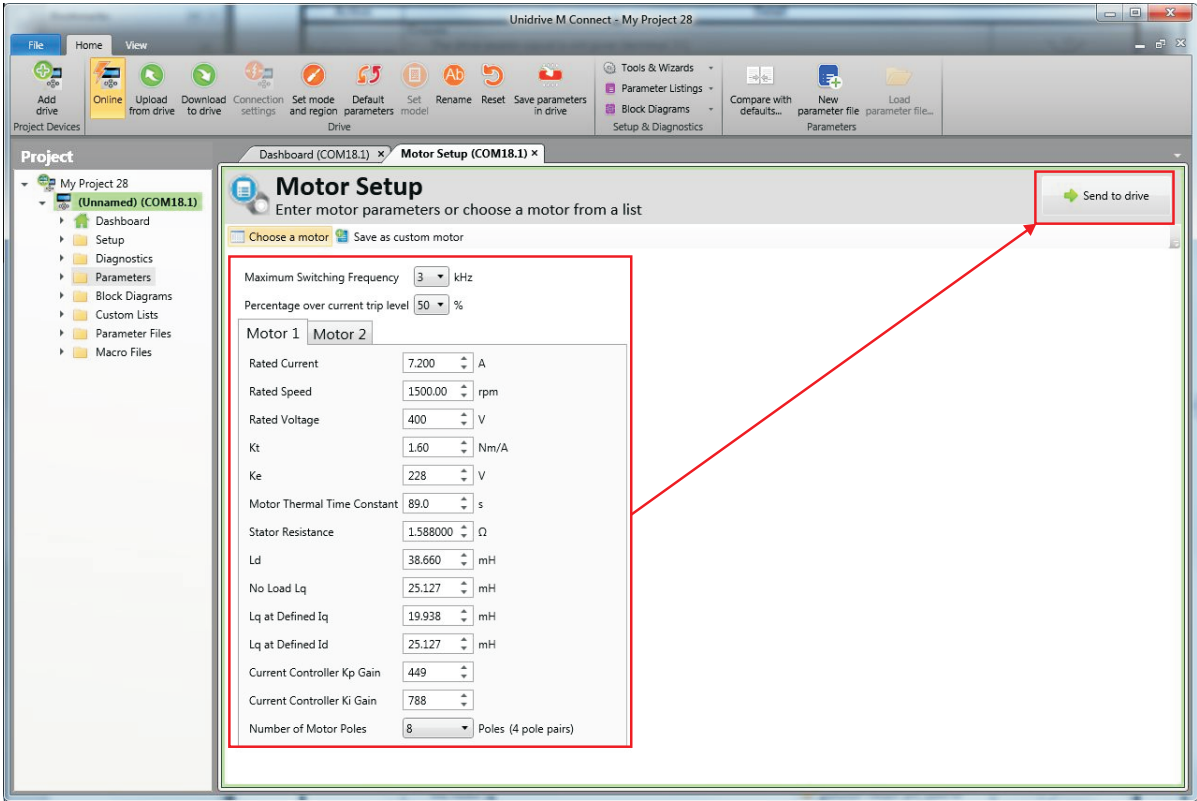 Unidrive M Connect - My Project 28
File Home View
Add drive
Online
Upload from drive
Download to drive
Connection settings
Set mode and region
Default parameters
Set model
Rename
Reset
Save parameters in drive
Tools & Wizards
Parameter Listings
Block Diagrams
Compare with defaults...
New parameter file
Load parameter file...
Project Devices
Drive
Setup & Diagnostics
Parameters
Project
My Project 28
(Unnamed) (COM18.1)
Dashboard
Setup
Diagnostics
Parameters
Block Diagrams
Custom Lists
Parameter Files
Macro Files
Dashboard (COM18.1) ×
Motor Setup (COM18.1) ×
Motor Setup
Enter motor parameters or choose a motor from a list
Send to drive
Choose a motor
Save as custom motor
Maximum Switching Frequency 3 kHz
Percentage over current trip level 50 %
Motor 1 Motor 2
Rated Current 7.200 A
Rated Speed 1500.00 rpm
Rated Voltage 400 V
Kt 1.60 Nm/A
Ke 228 V
Motor Thermal Time Constant 89.0 s
Stator Resistance 1.588000 Ω
Ld 38.660 mH
No Load Lq 25.127 mH
Lq at Defined Iq 19.938 mH
Lq at Defined Id 25.127 mH
Current Controller Kp Gain 449
Current Controller Ki Gain 788
Number of Motor Poles 8 Poles (4 pole pairs)